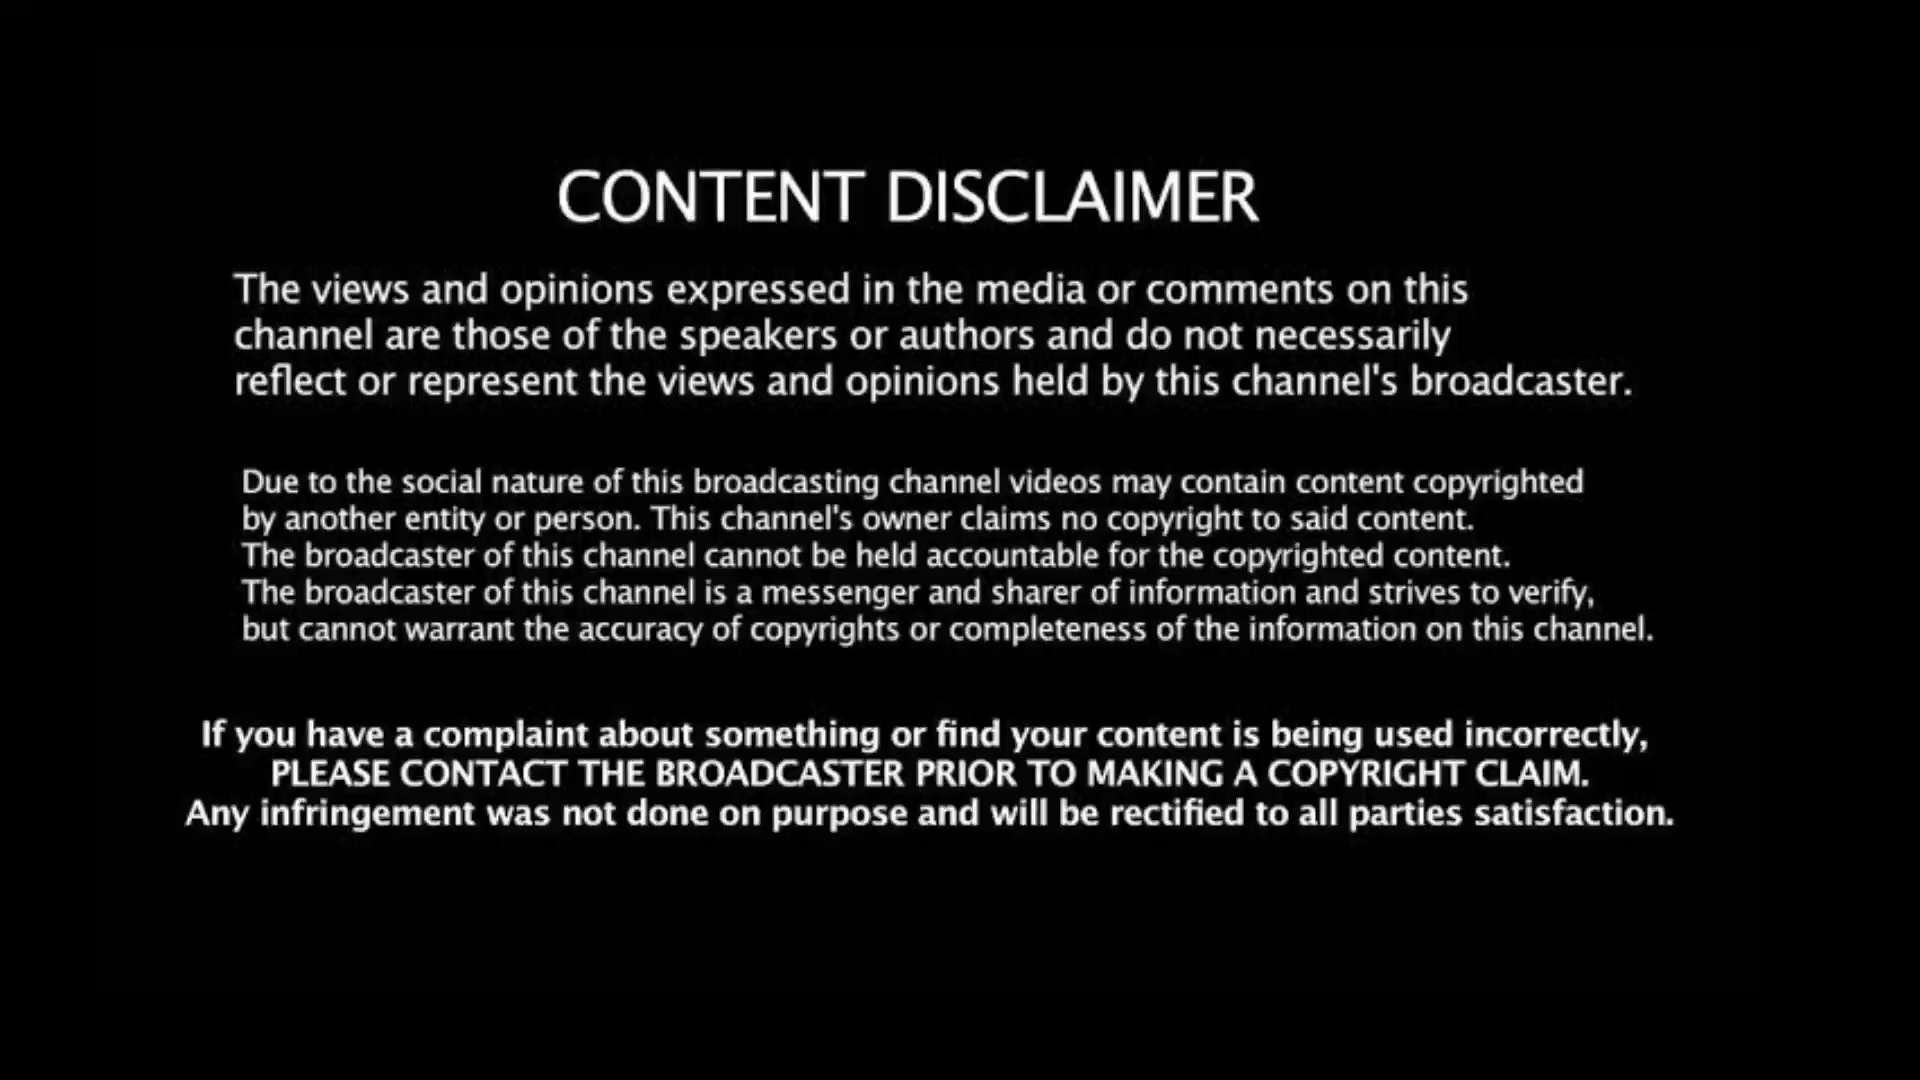 CONTENT DISCLAIMER
The views and opinions expressed in the media or comments on this
channel are those of the speakers or authors and do not necessarily
reflect or represent the views and opinions held by this channel's broadcaster.
Due to the social nature of this broadcasting channel videos may contain content copyrighted
by another entity or person. This channel's owner claims no copyright to said content.
The broadcaster of this channel cannot be held accountable for the copyrighted content.
The broadcaster of this channel is a messenger and sharer of information and strives to verify,
but cannot warrant the accuracy of copyrights or completeness of the information on this channel.
If you have a complaint about something or find your content is being used incorrectly,
PLEASE CONTACT THE BROADCASTER PRIOR TO MAKING A COPYRIGHT CLAIM.
Any infringement was not done on purpose and will be rectified to all parties satisfaction.